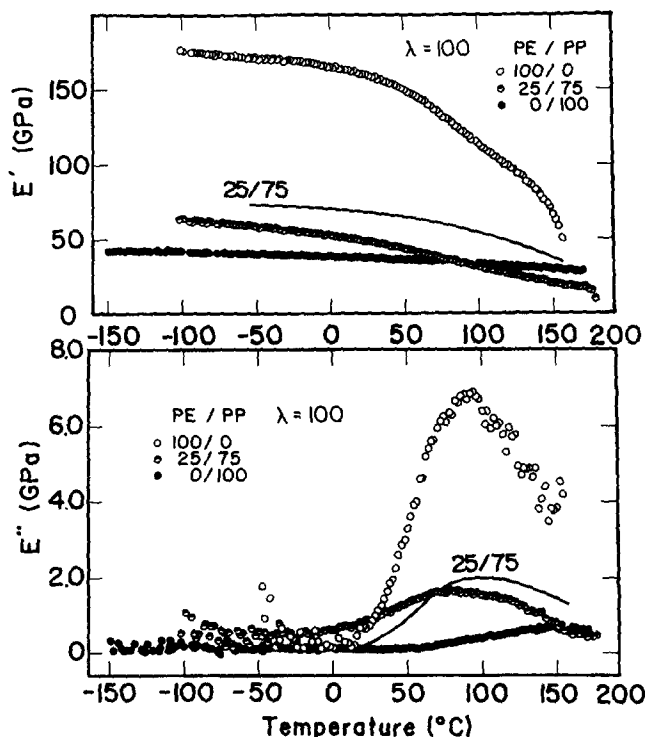 λ = 100
PE / PP
100/0
25/75
0/100
25/75
E' (GPa)
150
100
50
0
-150 -100 -50 0 50 100 150 200
8.0
PE / PP λ = 100
100/0
25/75
0/100
25/75
E" (GPa)
6.0
4.0
2.0
0
-150 -100 -50 0 50 100 150 200
Temperature (°C)